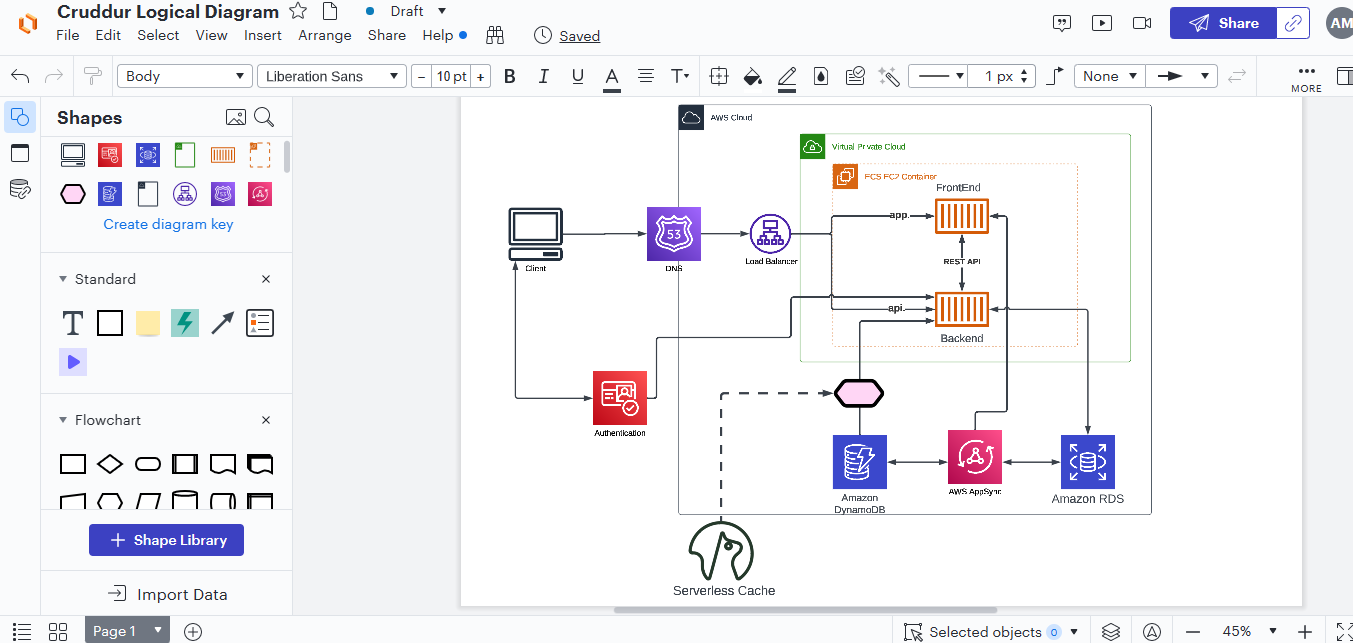 Cruddur Logical Diagram
Draft
File Edit Select View Insert Arrange Share Help
Saved
Share
AM
Body
Liberation Sans
− 10 pt +
B I U A T
1 px
None
MORE
Shapes
Create diagram key
Standard
T
Flowchart
Shape Library
Import Data
AWS Cloud
Virtual Private Cloud
ECS EC2 Container
FrontEnd
app.
53
REST API
Client
DNS
Load Balancer
api.
Backend
Authentication
Amazon
DynamoDB
AWS AppSync
Amazon RDS
Serverless Cache
Page 1
Selected objects 0
45%